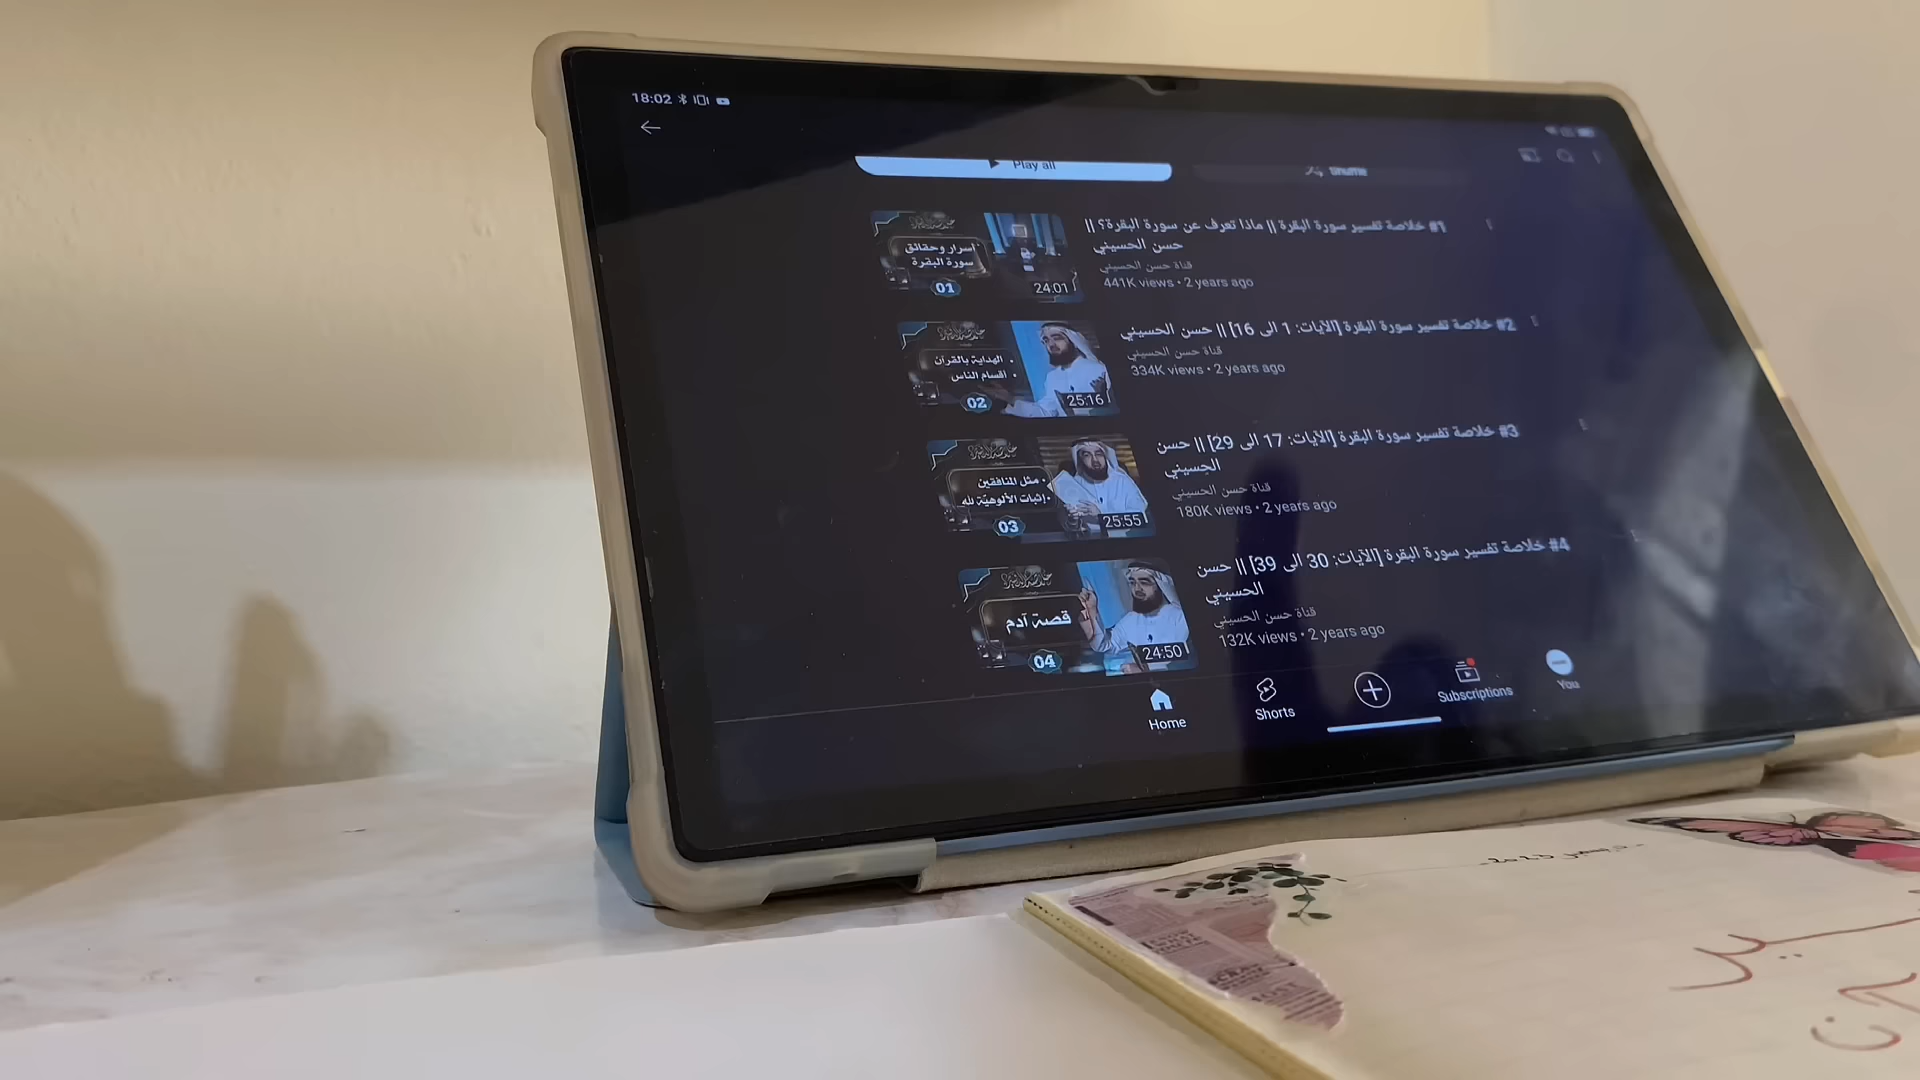 18:02
Play all
Shuffle
#1 خلاصة تفسير سورة البقرة || ماذا تعرف عن سورة البقرة؟ ||
حسن الحسيني
قناة حسن الحسيني
441K views • 2 years ago
أسرار وحقائق
سورة البقرة
01
24:01
#2 خلاصة تفسير سورة البقرة [الآيات: 1 الى 16] || حسن الحسيني
قناة حسن الحسيني
334K views • 2 years ago
• الهداية بالقرآن
• أقسام الناس
02
25:16
#3 خلاصة تفسير سورة البقرة [الآيات: 17 الى 29] || حسن
الحسيني
قناة حسن الحسيني
180K views • 2 years ago
• مثل المنافقين
• إثبات الألوهية لله
03
25:55
#4 خلاصة تفسير سورة البقرة [الآيات: 30 الى 39] || حسن
الحسيني
قناة حسن الحسيني
132K views • 2 years ago
قصة آدم
04
24:50
Home
Shorts
Subscriptions
You